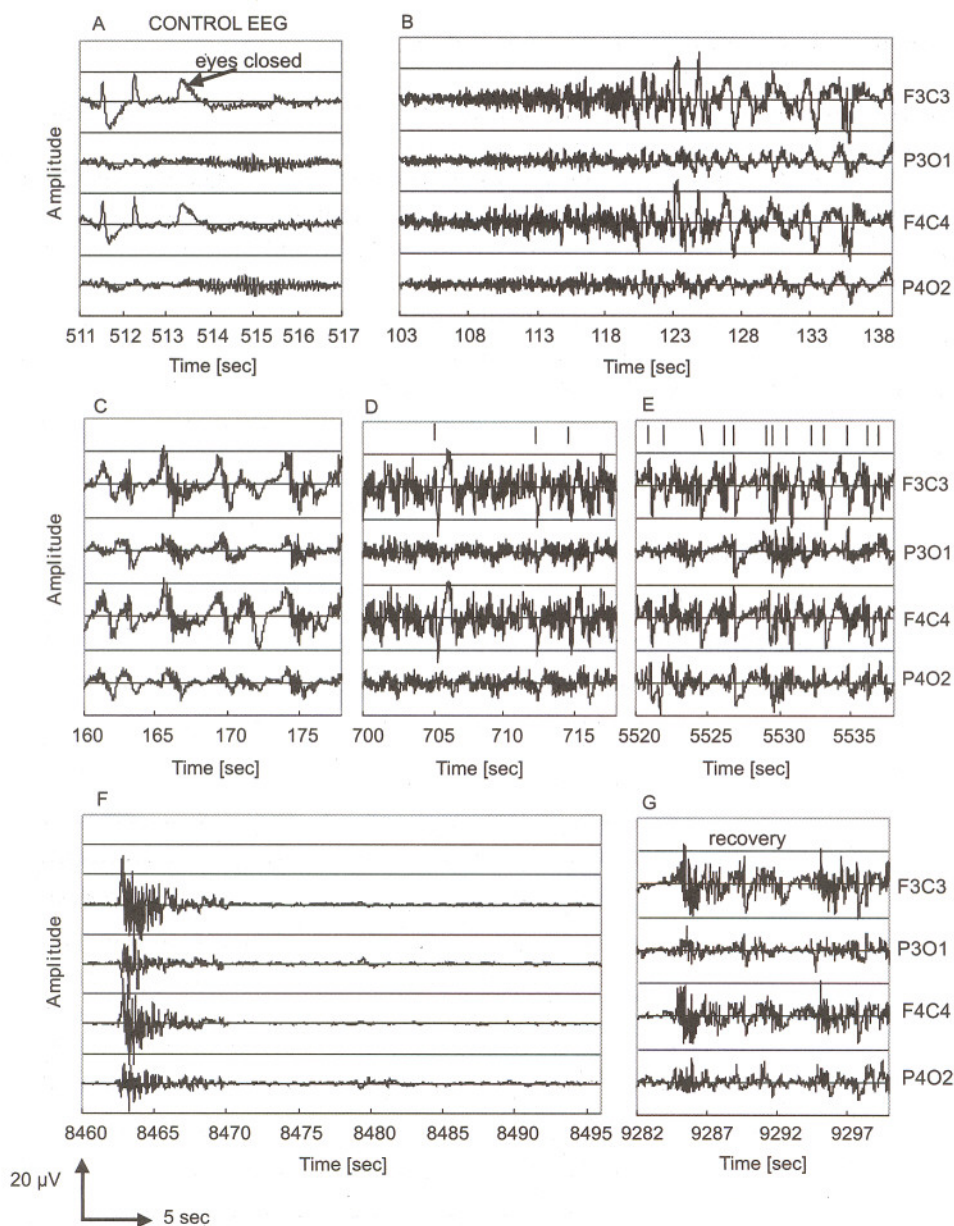 A CONTROL EEG
eyes closed
Amplitude
511 512 513 514 515 516 517
Time [sec]
B
F3C3
P3O1
F4C4
P4O2
103 108 113 118 123 128 133 138
Time [sec]
C
Amplitude
160 165 170 175
Time [sec]
D
700 705 710 715
Time [sec]
E
F3C3
P3O1
F4C4
P4O2
5520 5525 5530 5535
Time [sec]
F
Amplitude
8460 8465 8470 8475 8480 8485 8490 8495
Time [sec]
G
recovery
F3C3
P3O1
F4C4
P4O2
9282 9287 9292 9297
Time [sec]
20 µV
5 sec